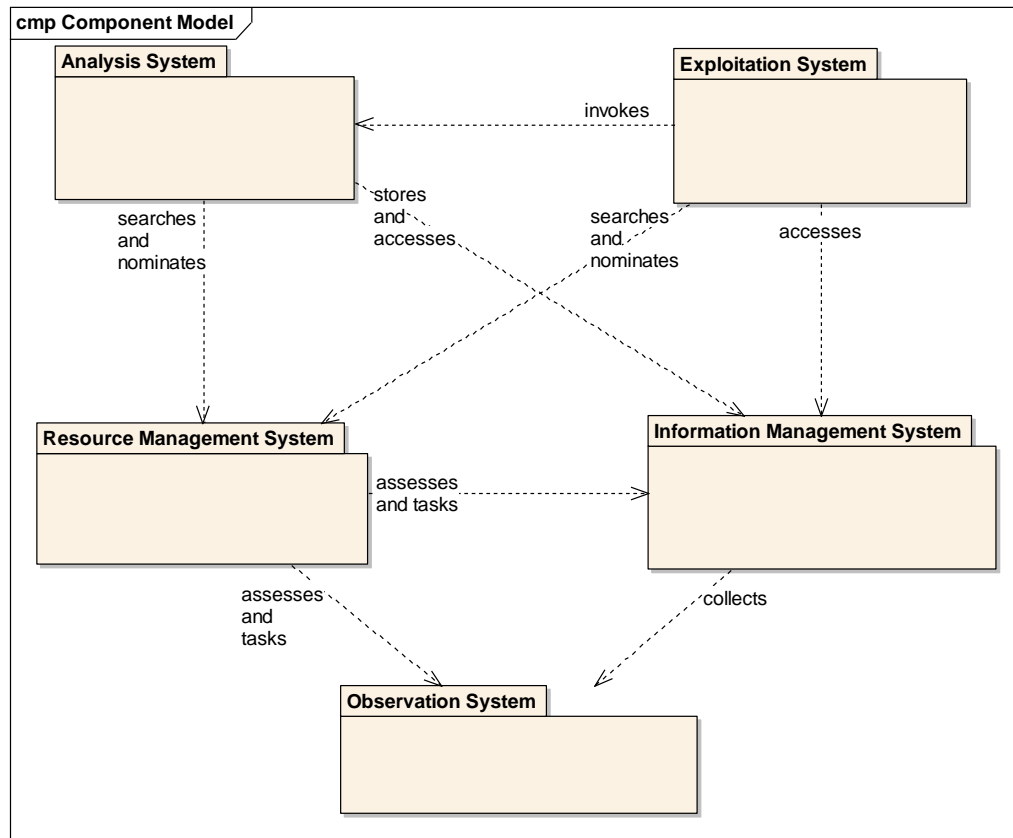 cmp Component Model
Analysis System
Exploitation System
invokes
searches
and
nominates
stores
and
accesses
searches
and
nominates
accesses
Resource Management System
Information Management System
assesses
and tasks
assesses
and
tasks
collects
Observation System